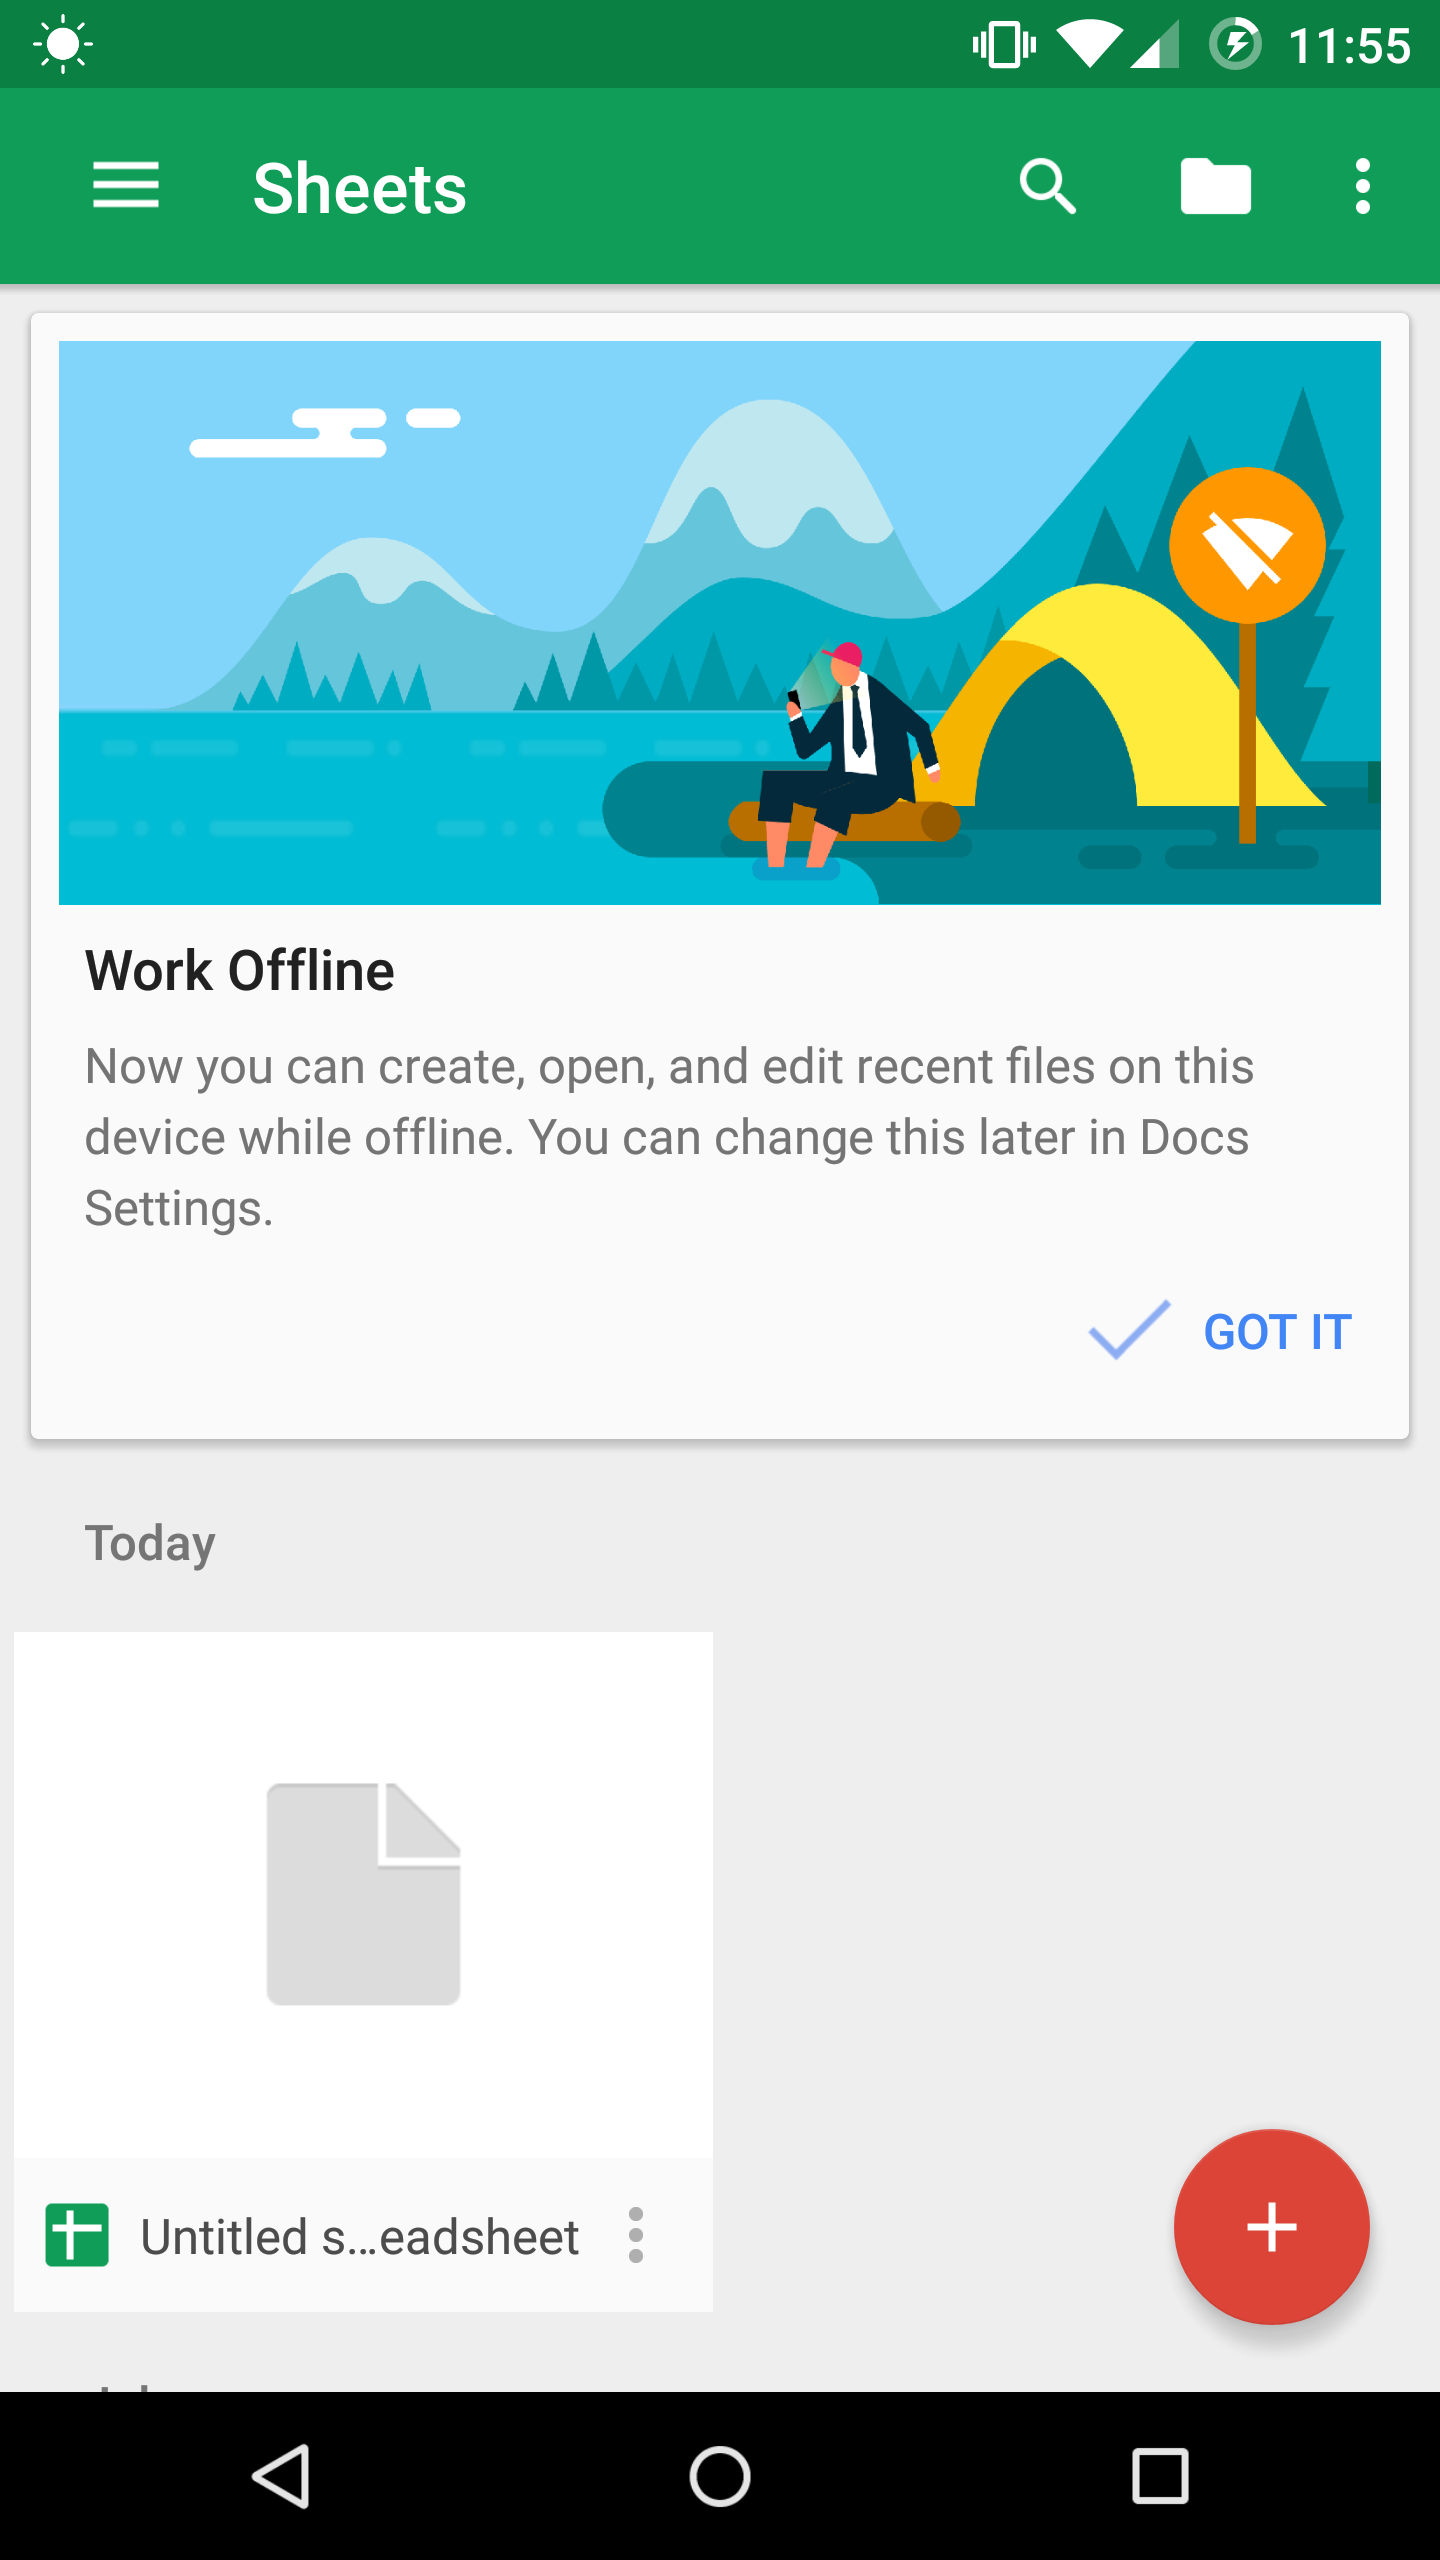 11:55
Sheets
Work Offline
Now you can create, open, and edit recent files on this
device while offline. You can change this later in Docs
Settings.
GOT IT
Today
Untitled s...eadsheet